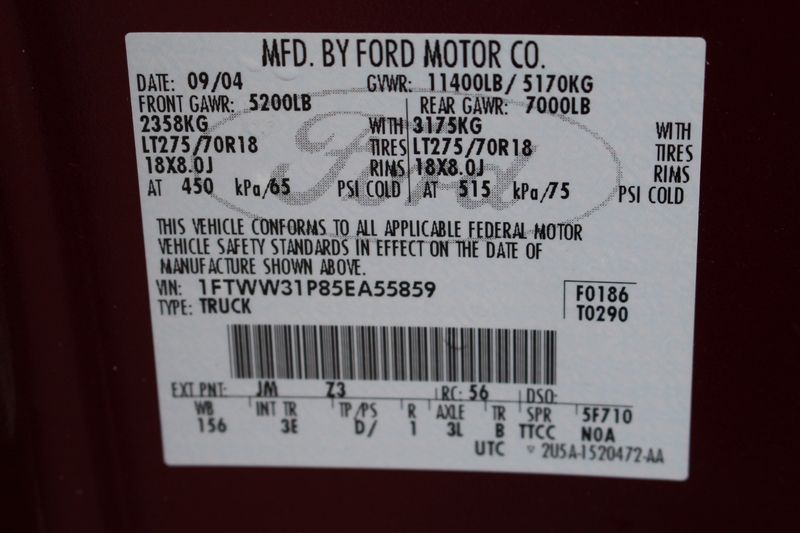 MFD. BY FORD MOTOR CO.
DATE: 09/04 GVWR: 11400LB/ 5170KG
FRONT GAWR: 5200LB REAR GAWR: 7000LB
2358KG WITH 3175KG WITH
LT275/70R18 TIRES LT275/70R18 TIRES
18X8.0J RIMS 18X8.0J RIMS
AT 450 kPa/65 PSI COLD AT 515 kPa/75 PSI COLD
Ford
THIS VEHICLE CONFORMS TO ALL APPLICABLE FEDERAL MOTOR
VEHICLE SAFETY STANDARDS IN EFFECT ON THE DATE OF
MANUFACTURE SHOWN ABOVE.
VIN: 1FTWW31P85EA55859 F0186
TYPE: TRUCK T0290
EXT PNT: JM Z3 RC: 56 DSO:
WB INT TR TP/PS R AXLE TR SPR 5F710
156 3E D/ 1 3L B TTCC N0A
UTC 2U5A-1520472-AA